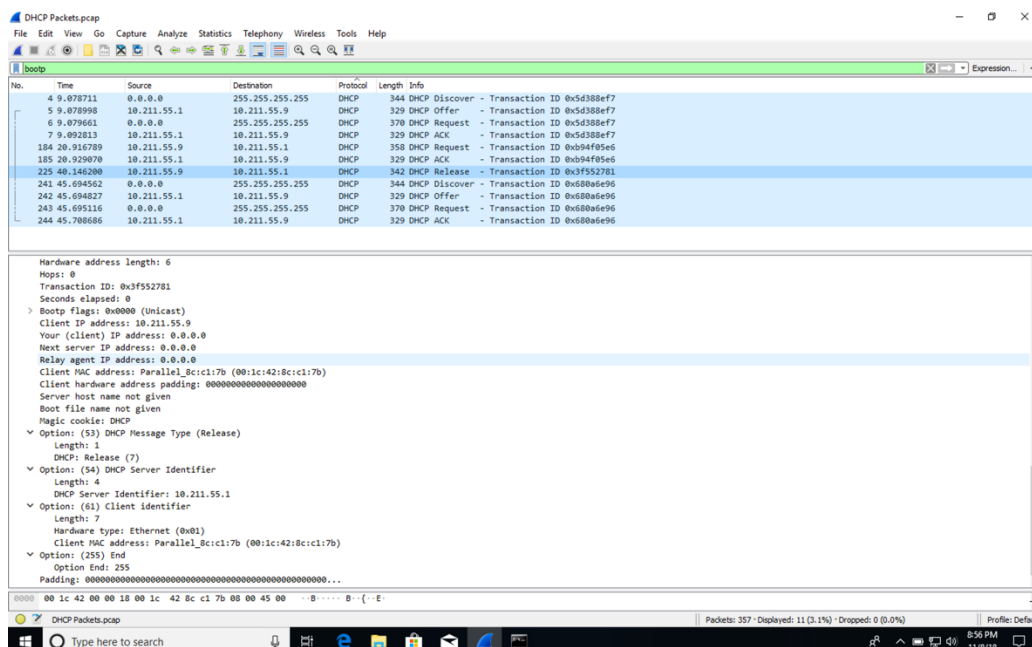 DHCP Packets.pcap
File Edit View Go Capture Analyze Statistics Telephony Wireless Tools Help
bootp
Expression...
No. Time Source Destination Protocol Length Info
4 9.078711 0.0.0.0 255.255.255.255 DHCP 344 DHCP Discover - Transaction ID 0x5d388ef7
5 9.078998 10.211.55.1 10.211.55.9 DHCP 329 DHCP Offer - Transaction ID 0x5d388ef7
6 9.079661 0.0.0.0 255.255.255.255 DHCP 370 DHCP Request - Transaction ID 0x5d388ef7
7 9.092813 10.211.55.1 10.211.55.9 DHCP 329 DHCP ACK - Transaction ID 0x5d388ef7
184 20.916789 10.211.55.9 10.211.55.1 DHCP 358 DHCP Request - Transaction ID 0xb94f05e6
185 20.929070 10.211.55.1 10.211.55.9 DHCP 329 DHCP ACK - Transaction ID 0xb94f05e6
225 40.146200 10.211.55.9 10.211.55.1 DHCP 342 DHCP Release - Transaction ID 0x3f552781
241 45.694562 0.0.0.0 255.255.255.255 DHCP 344 DHCP Discover - Transaction ID 0x680a6e96
242 45.694827 10.211.55.1 10.211.55.9 DHCP 329 DHCP Offer - Transaction ID 0x680a6e96
243 45.695116 0.0.0.0 255.255.255.255 DHCP 370 DHCP Request - Transaction ID 0x680a6e96
244 45.708686 10.211.55.1 10.211.55.9 DHCP 329 DHCP ACK - Transaction ID 0x680a6e96
Hardware address length: 6
Hops: 0
Transaction ID: 0x3f552781
Seconds elapsed: 0
Bootp flags: 0x0000 (Unicast)
Client IP address: 10.211.55.9
Your (client) IP address: 0.0.0.0
Next server IP address: 0.0.0.0
Relay agent IP address: 0.0.0.0
Client MAC address: Parallel_8c:c1:7b (00:1c:42:8c:c1:7b)
Client hardware address padding: 00000000000000000000
Server host name not given
Boot file name not given
Magic cookie: DHCP
Option: (53) DHCP Message Type (Release)
Length: 1
DHCP: Release (7)
Option: (54) DHCP Server Identifier
Length: 4
DHCP Server Identifier: 10.211.55.1
Option: (61) Client identifier
Length: 7
Hardware type: Ethernet (0x01)
Client MAC address: Parallel_8c:c1:7b (00:1c:42:8c:c1:7b)
Option: (255) End
Option End: 255
Padding: 000000000000000000000000000000000000000000000000...
0000 00 1c 42 00 00 18 00 1c 42 8c c1 7b 08 00 45 00 ··B····· B··{··E·
DHCP Packets.pcap Packets: 357 · Displayed: 11 (3.1%) · Dropped: 0 (0.0%) Profile: Defa
Type here to search
8:56 PM